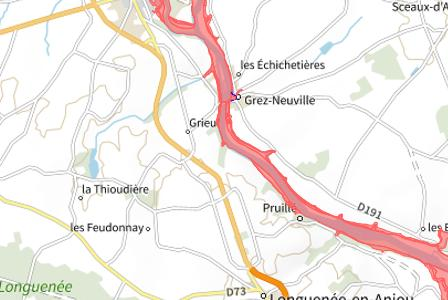 Sceaux-d'A
les Échichetières
Grez-Neuville
Grieu
la Thioudière
Pruillé
D191
les Feudonnay
les E
Longuenée
D73
Longuenée-en-Anjou